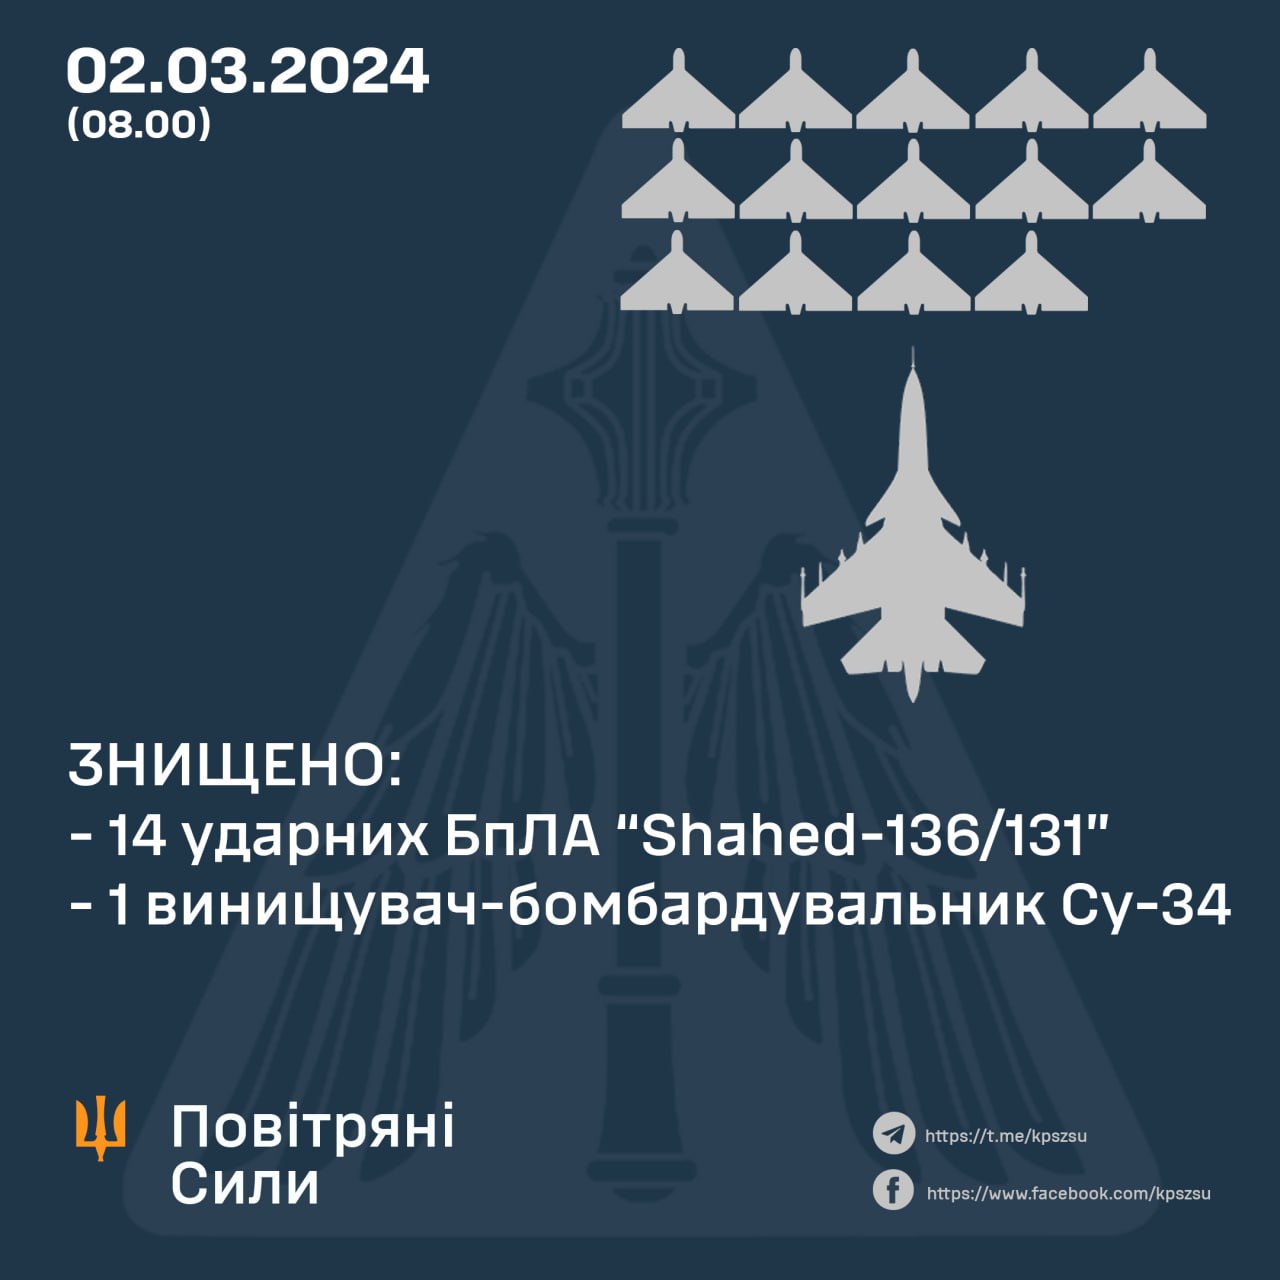 02.03.2024
(08.00)
ЗНИЩЕНО:
- 14 ударних БпЛА “Shahed-136/131”
- 1 винищувач-бомбардувальник Су-34
Повітряні
Сили
https://t.me/kpszsu
https://www.facebook.com/kpszsu